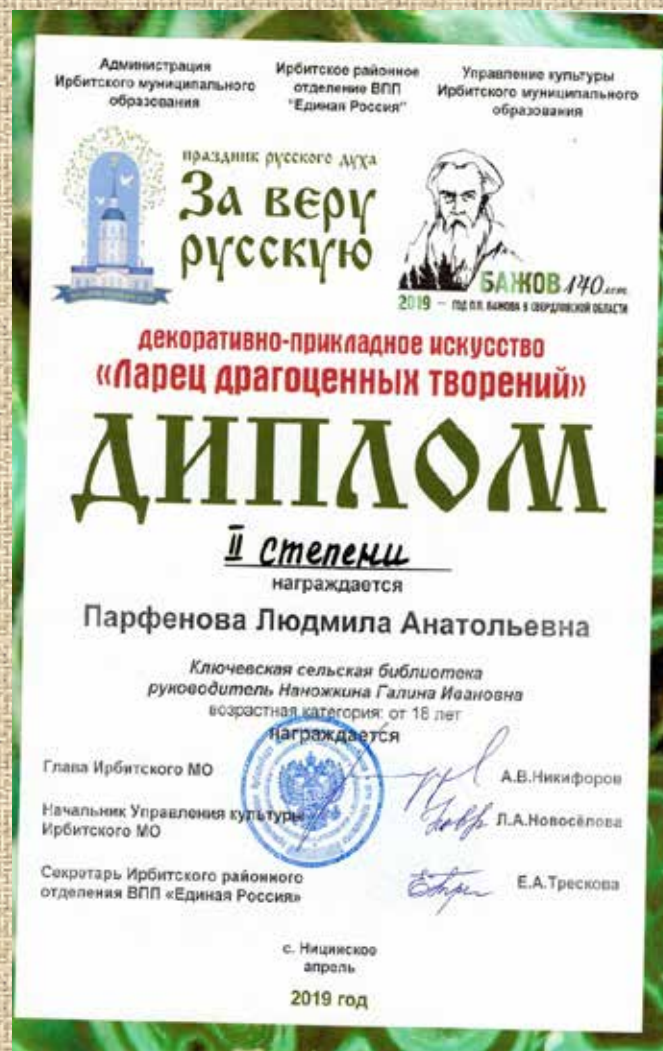 Администрация
Ирбитского муниципального
образования
Ирбитское районное
отделение ВПП
"Единая Россия"
Управление культуры
Ирбитского муниципального
образования
праздник русского духа
За веру
русскую
БАЖОВ 140 лет
2019 – ГОД П.П. БАЖОВА В СВЕРДЛОВСКОЙ ОБЛАСТИ
декоративно-прикладное искусство
«Ларец драгоценных творений»
ДИПЛОМ
II степени
награждается
Парфенова Людмила Анатольевна
Ключевская сельская библиотека
руководитель Наножкина Галина Ивановна
возрастная категория: от 18 лет
награждается
Глава Ирбитского МО
А.В.Никифоров
Начальник Управления культуры
Ирбитского МО
Л.А.Новосёлова
Секретарь Ирбитского районного
отделения ВПП «Единая Россия»
Е.А.Трескова
с. Ницинское
апрель
2019 год